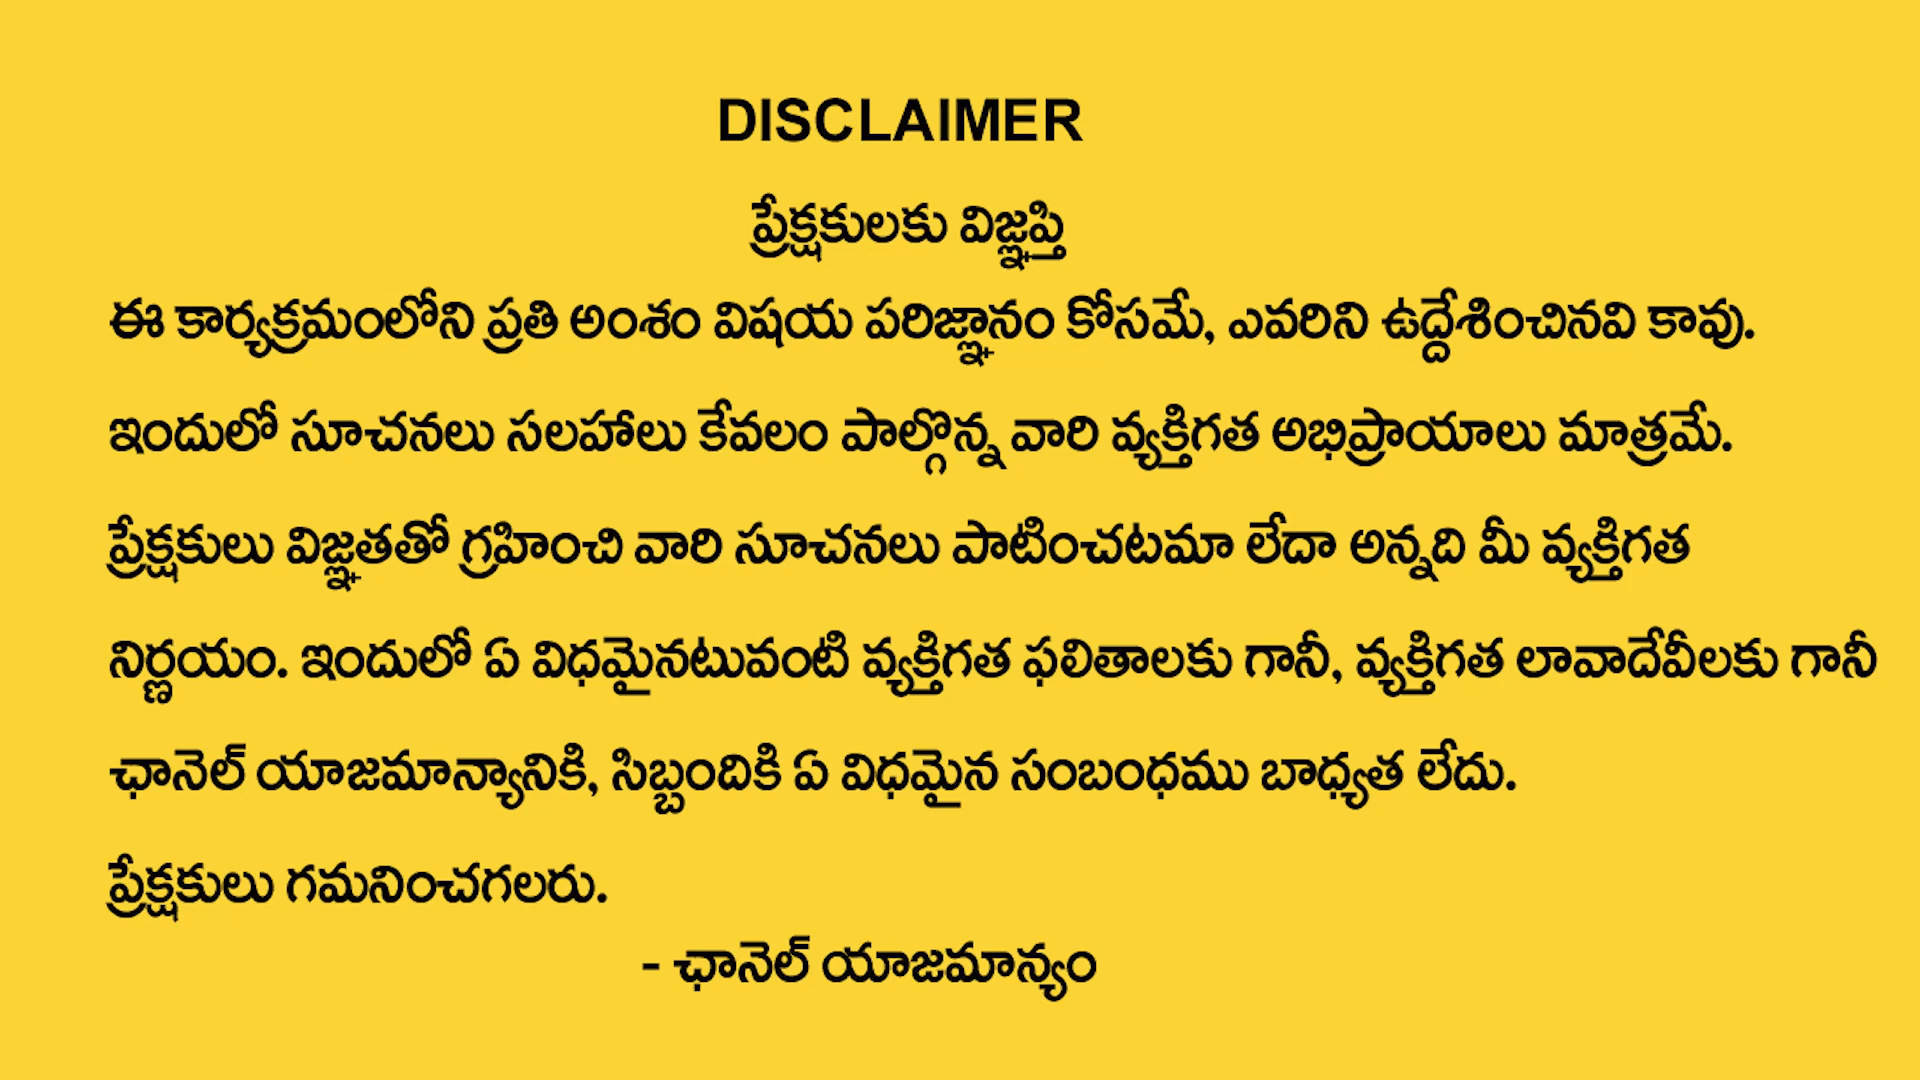 DISCLAIMER
ప్రేక్షకులకు విజ్ఞప్తి
ఈ కార్యక్రమంలోని ప్రతి అంశం విషయ పరిజ్ఞానం కోసమే, ఎవరిని ఉద్దేశించినవి కావు.
ఇందులో సూచనలు సలహాలు కేవలం పాల్గొన్న వారి వ్యక్తిగత అభిప్రాయాలు మాత్రమే.
ప్రేక్షకులు విజ్ఞతతో గ్రహించి వారి సూచనలు పాటించటమా లేదా అన్నది మీ వ్యక్తిగత
నిర్ణయం. ఇందులో ఏ విధమైనటువంటి వ్యక్తిగత ఫలితాలకు గానీ, వ్యక్తిగత లావాదేవీలకు గానీ
ఛానెల్ యాజమాన్యానికి, సిబ్బందికి ఏ విధమైన సంబంధము బాధ్యత లేదు.
ప్రేక్షకులు గమనించగలరు.
- ఛానెల్ యాజమాన్యం